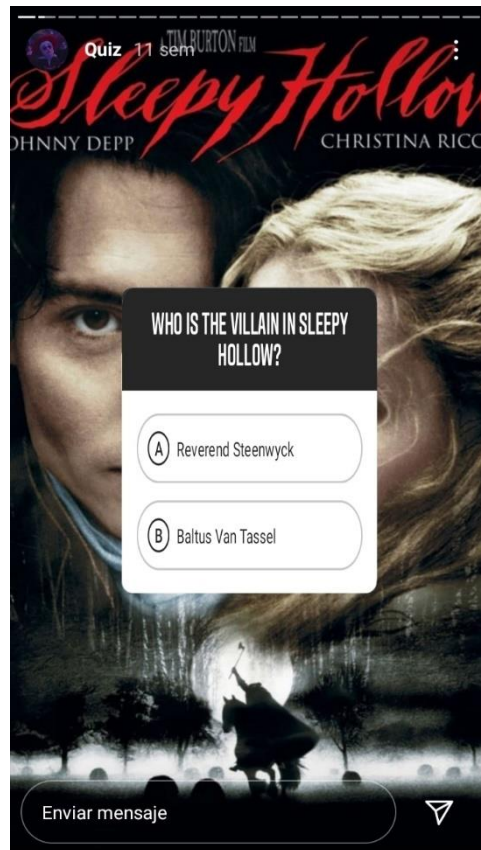 A TIM BURTON FILM
Quiz 11 sem
Sleepy Hollow
JOHNNY DEPP
CHRISTINA RICC
WHO IS THE VILLAIN IN SLEEPY
HOLLOW?
A Reverend Steenwyck
B Baltus Van Tassel
Enviar mensaje